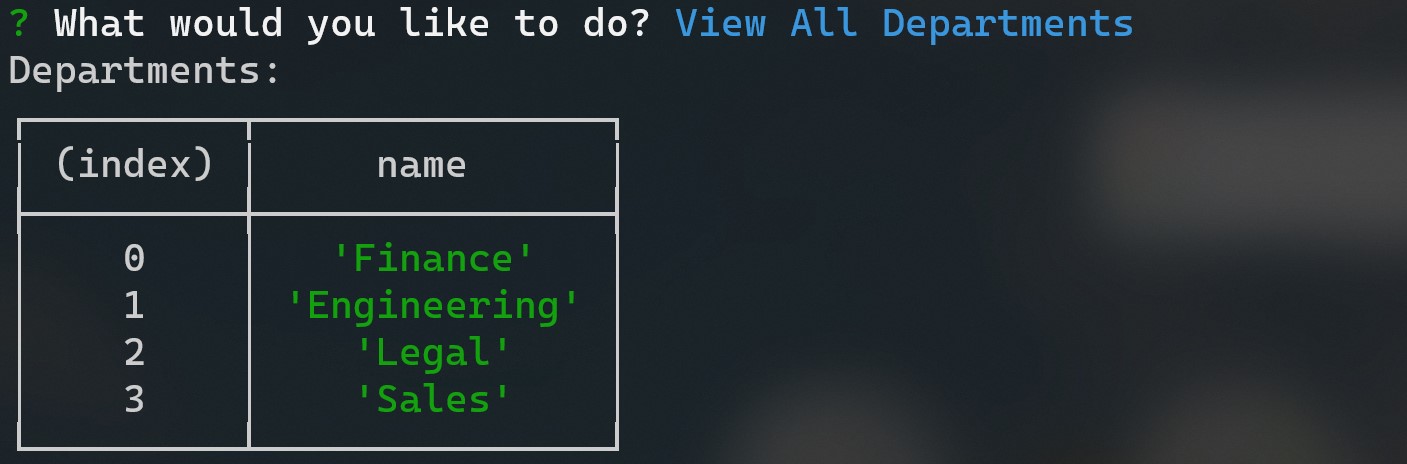 ? What would you like to do? View All Departments
Departments:
(index) name
0 'Finance'
1 'Engineering'
2 'Legal'
3 'Sales'